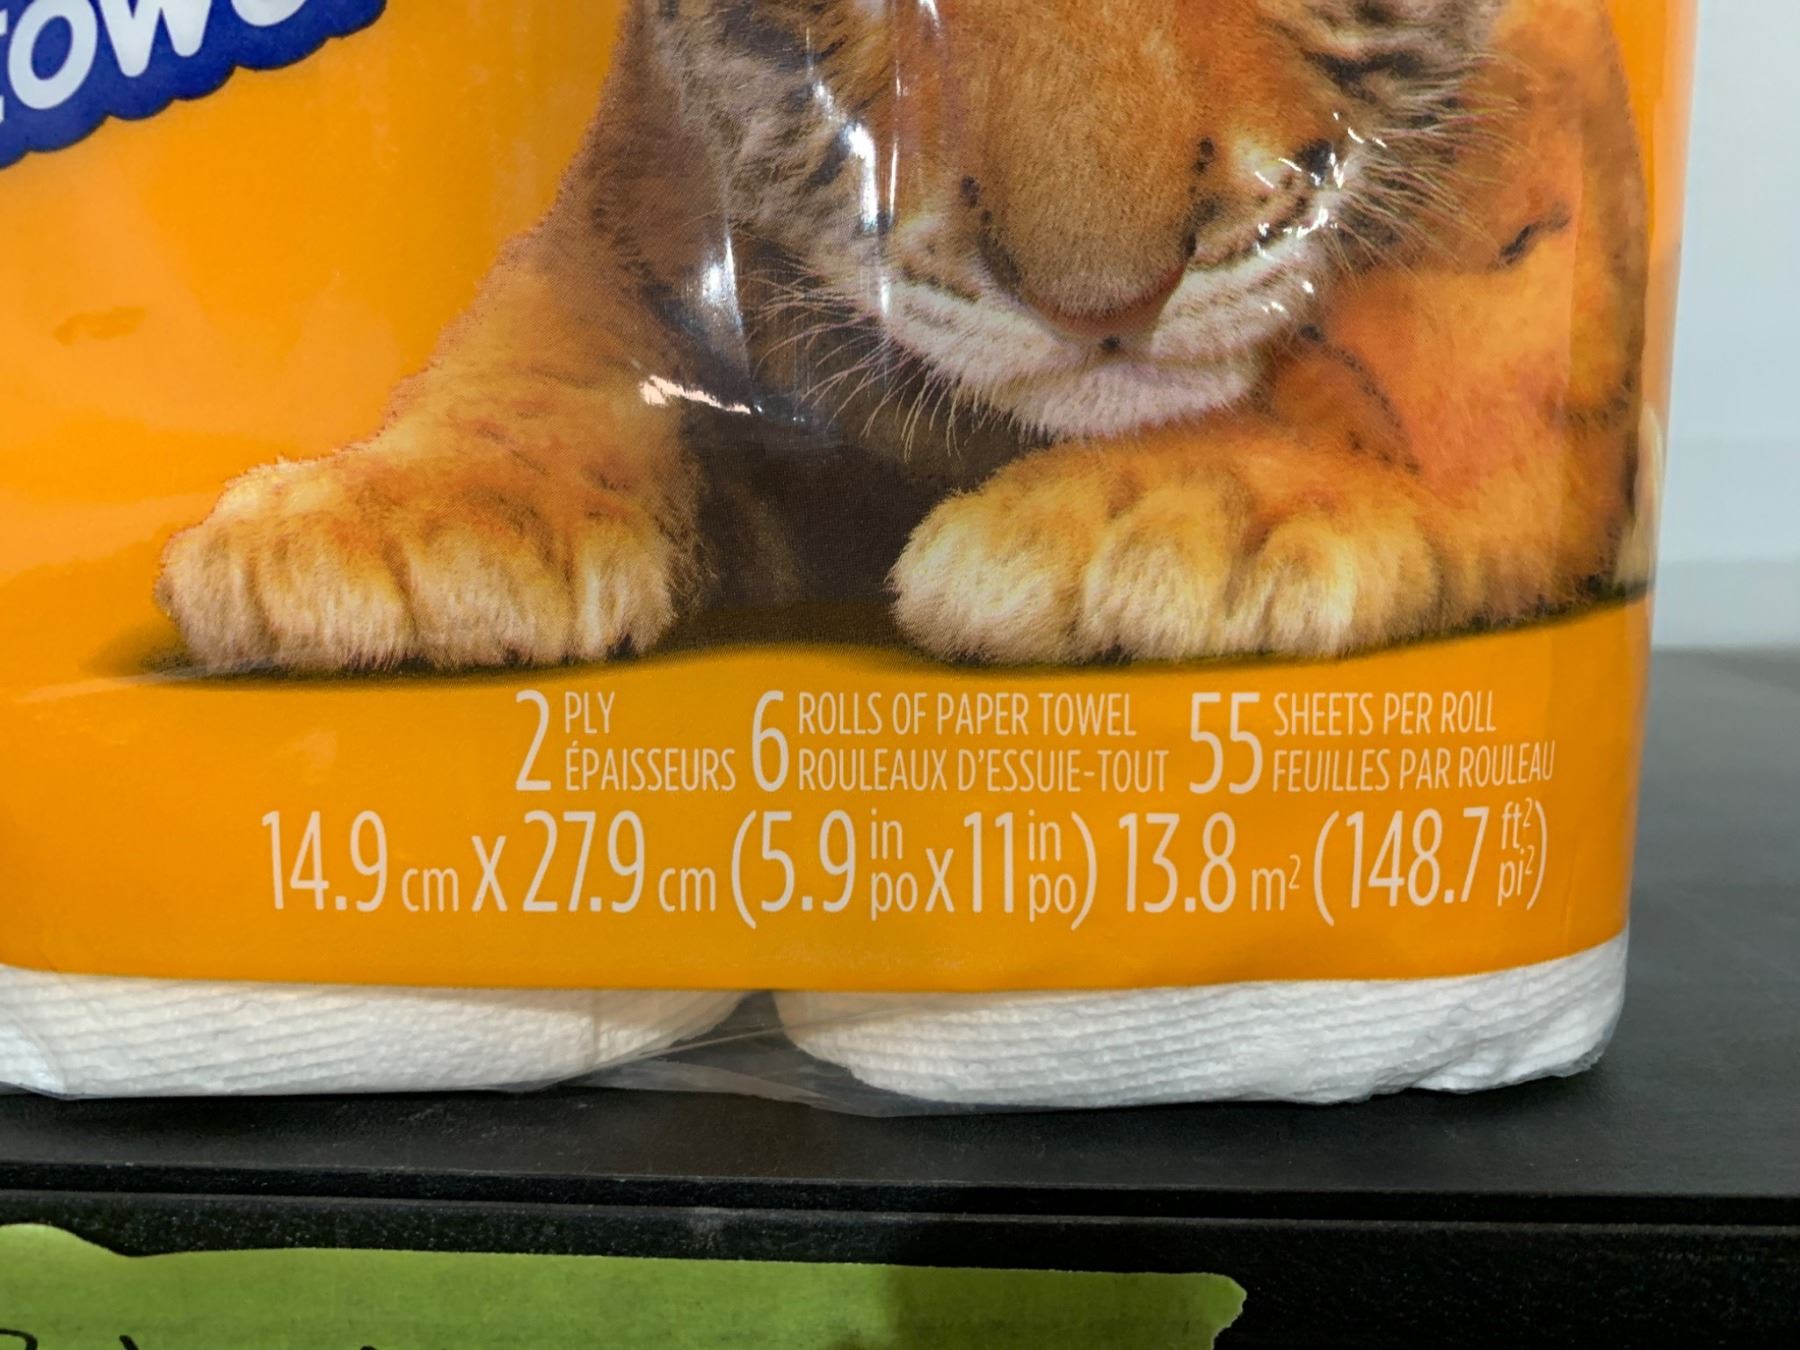 2 PLY ÉPAISSEURS 6 ROLLS OF PAPER TOWEL ROULEAUX D'ESSUIE-TOUT 55 SHEETS PER ROLL FEUILLES PAR ROULEAU
14.9 cm x 27.9 cm (5.9 in po x 11 in po) 13.8 m² (148.7 ft² pi²)